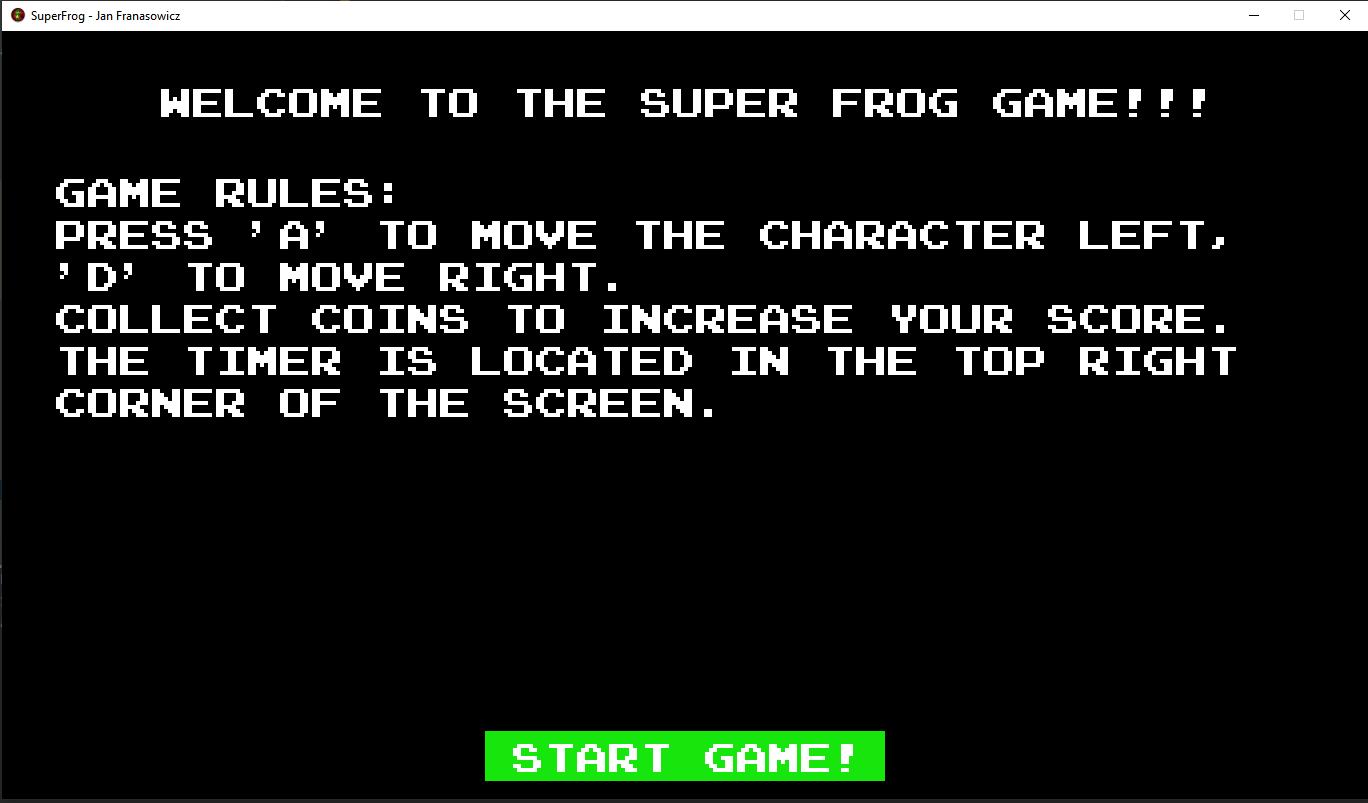 SuperFrog - Jan Franasowicz
WELCOME TO THE SUPER FROG GAME!!!
GAME RULES:
PRESS 'A' TO MOVE THE CHARACTER LEFT,
'D' TO MOVE RIGHT.
COLLECT COINS TO INCREASE YOUR SCORE.
THE TIMER IS LOCATED IN THE TOP RIGHT
CORNER OF THE SCREEN.
START GAME!